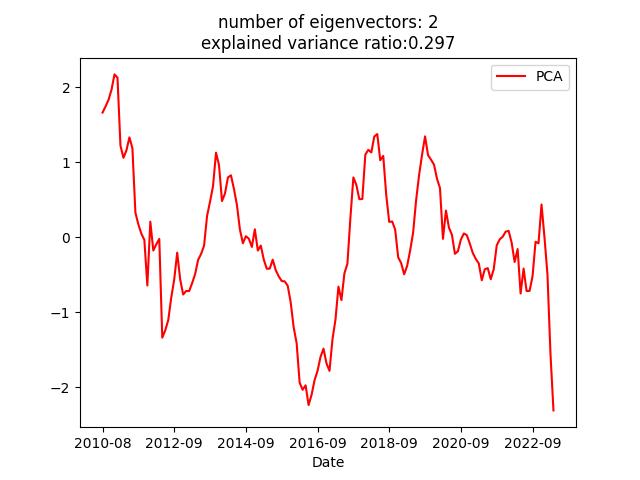 number of eigenvectors: 2
explained variance ratio:0.297
PCA
2
1
0
−1
−2
2010-08 2012-09 2014-09 2016-09 2018-09 2020-09 2022-09
Date